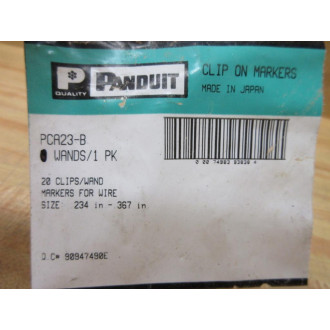 P PANDUIT
QUALITY
CLIP ON MARKERS
MADE IN JAPAN
PCA23-B
WANDS/1 PK
20 CLIPS/WAND
MARKERS FOR WIRE
SIZE 234 in - 367 in
Q.C# 90947490E